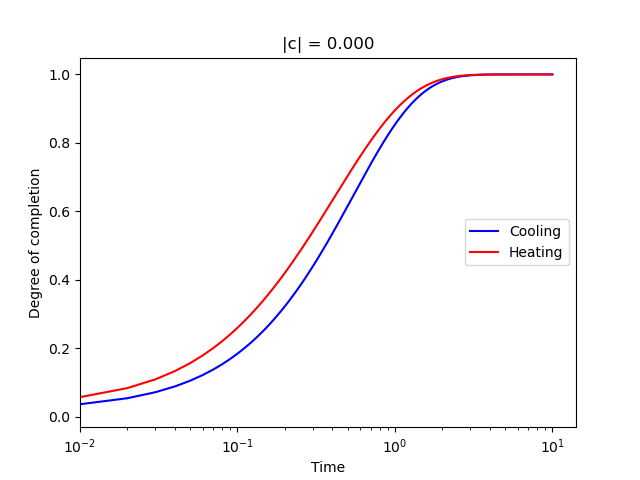 |c| = 0.000
1.0
0.8
0.6
0.4
0.2
0.0
Degree of completion
Cooling
Heating
10⁻²
10⁻¹
10⁰
10¹
Time